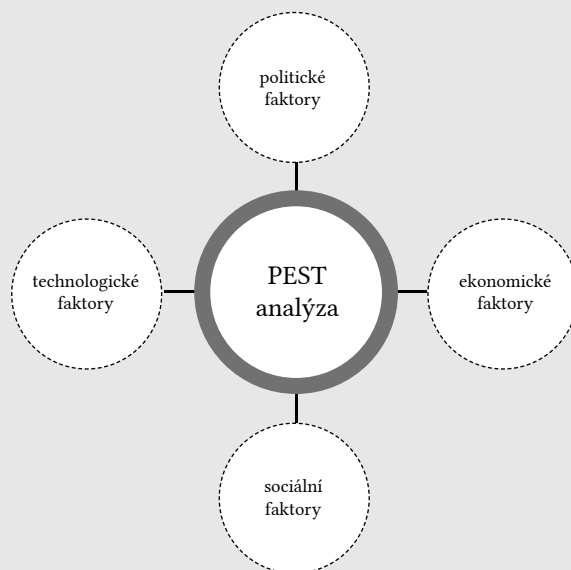 politické
faktory
technologické
faktory
PEST
analýza
ekonomické
faktory
sociální
faktory